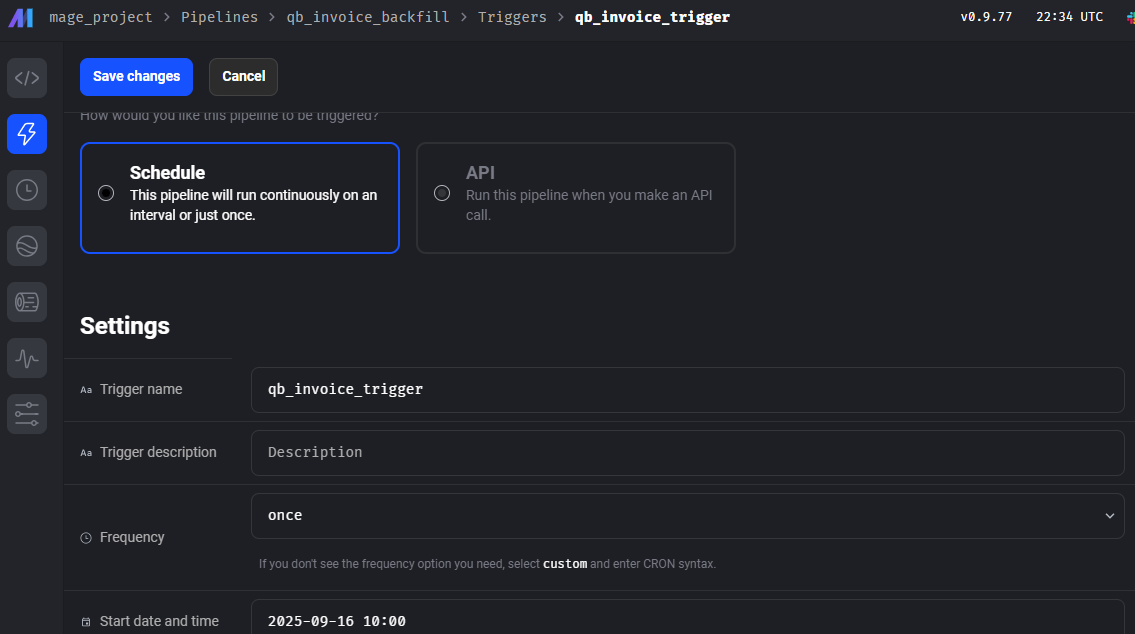 mage_project > Pipelines > qb_invoice_backfill > Triggers > qb_invoice_trigger v0.9.77 22:34 UTC
Save changes Cancel
How would you like this pipeline to be triggered?
Schedule
This pipeline will run continuously on an
interval or just once.
API
Run this pipeline when you make an API
call.
Settings
Aa Trigger name qb_invoice_trigger
Aa Trigger description Description
Frequency once
If you don't see the frequency option you need, select custom and enter CRON syntax.
Start date and time 2025-09-16 10:00